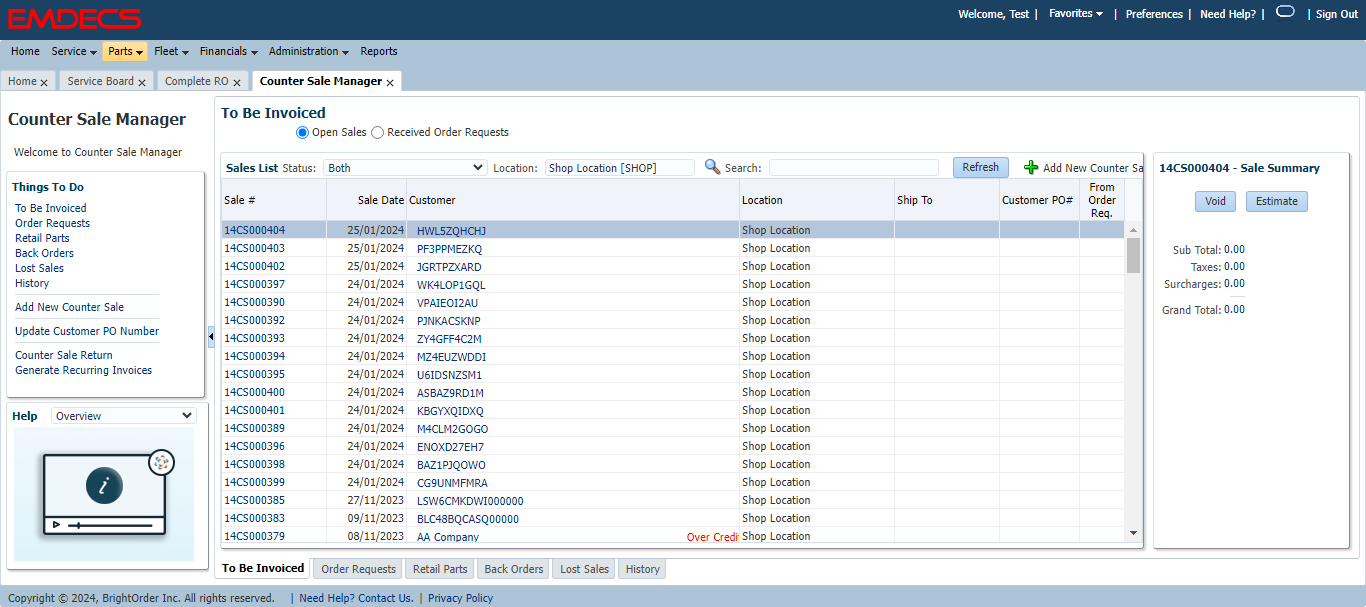 EMDECS
Welcome, Test | Favorites | Preferences | Need Help? | | Sign Out
Home Service Parts Fleet Financials Administration Reports
Home x Service Board x Complete RO x Counter Sale Manager x
Counter Sale Manager
Welcome to Counter Sale Manager
Things To Do
To Be Invoiced
Order Requests
Retail Parts
Back Orders
Lost Sales
History
Add New Counter Sale
Update Customer PO Number
Counter Sale Return
Generate Recurring Invoices
Help Overview
i
To Be Invoiced
Open Sales Received Order Requests
Sales List Status: Both Location: Shop Location [SHOP] Search: Refresh Add New Counter Sa
Sale # Sale Date Customer Location Ship To Customer PO# From Order Req.
14CS000404 25/01/2024 HWL5ZQHCHJ Shop Location
14CS000403 25/01/2024 PF3PPMEZKQ Shop Location
14CS000402 25/01/2024 JGRTPZXARD Shop Location
14CS000397 24/01/2024 WK4LOP1GQL Shop Location
14CS000390 24/01/2024 VPAIEOI2AU Shop Location
14CS000392 24/01/2024 PJNKACSKNP Shop Location
14CS000393 24/01/2024 ZY4GFF4C2M Shop Location
14CS000394 24/01/2024 MZ4EUZWDDI Shop Location
14CS000395 24/01/2024 U6IDSNZSM1 Shop Location
14CS000400 24/01/2024 ASBAZ9RD1M Shop Location
14CS000401 24/01/2024 KBGYXQIDXQ Shop Location
14CS000389 24/01/2024 M4CLM2GOGO Shop Location
14CS000396 24/01/2024 ENOXD27EH7 Shop Location
14CS000398 24/01/2024 BAZ1PJQOWO Shop Location
14CS000399 24/01/2024 CG9UNMFMRA Shop Location
14CS000385 27/11/2023 LSW6CMKDWI000000 Shop Location
14CS000383 09/11/2023 BLC48BQCASQ00000 Shop Location
14CS000379 08/11/2023 AA Company Over Credit Shop Location
14CS000404 - Sale Summary
Void Estimate
Sub Total: 0.00
Taxes: 0.00
Surcharges: 0.00
Grand Total: 0.00
To Be Invoiced Order Requests Retail Parts Back Orders Lost Sales History
Copyright © 2024, BrightOrder Inc. All rights reserved. | Need Help? Contact Us. | Privacy Policy